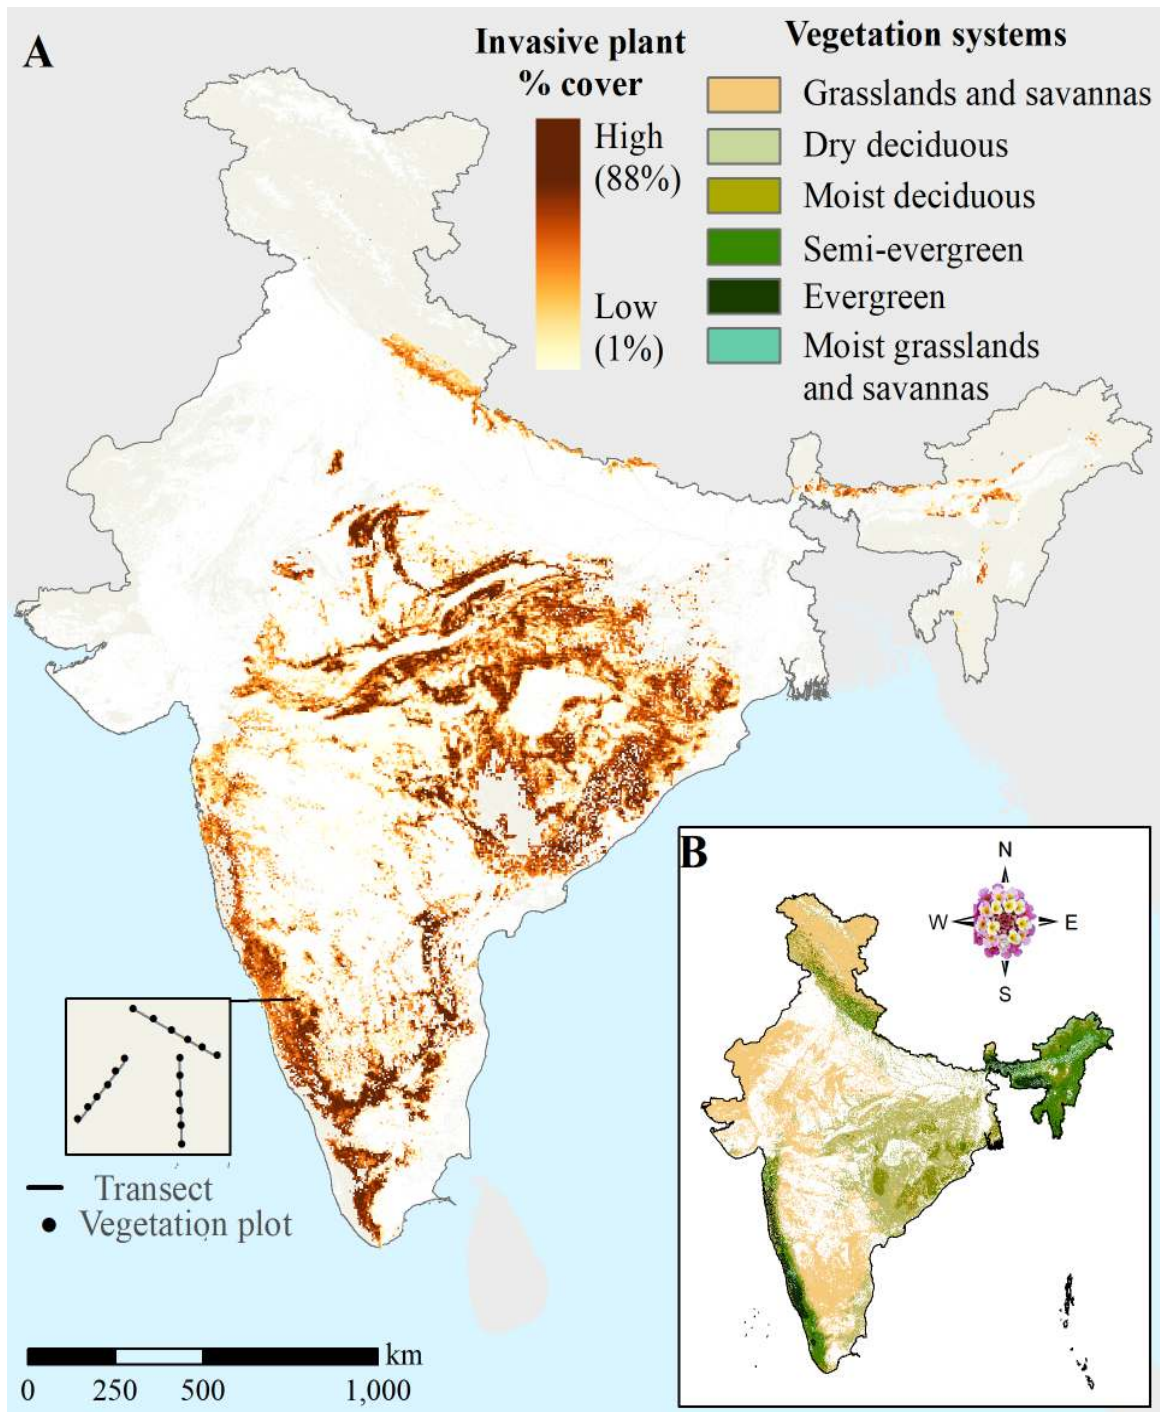 A
Invasive plant
% cover
High
(88%)
Low
(1%)
Vegetation systems
Grasslands and savannas
Dry deciduous
Moist deciduous
Semi-evergreen
Evergreen
Moist grasslands
and savannas
B
N
W
E
S
Transect
Vegetation plot
km
0 250 500 1,000